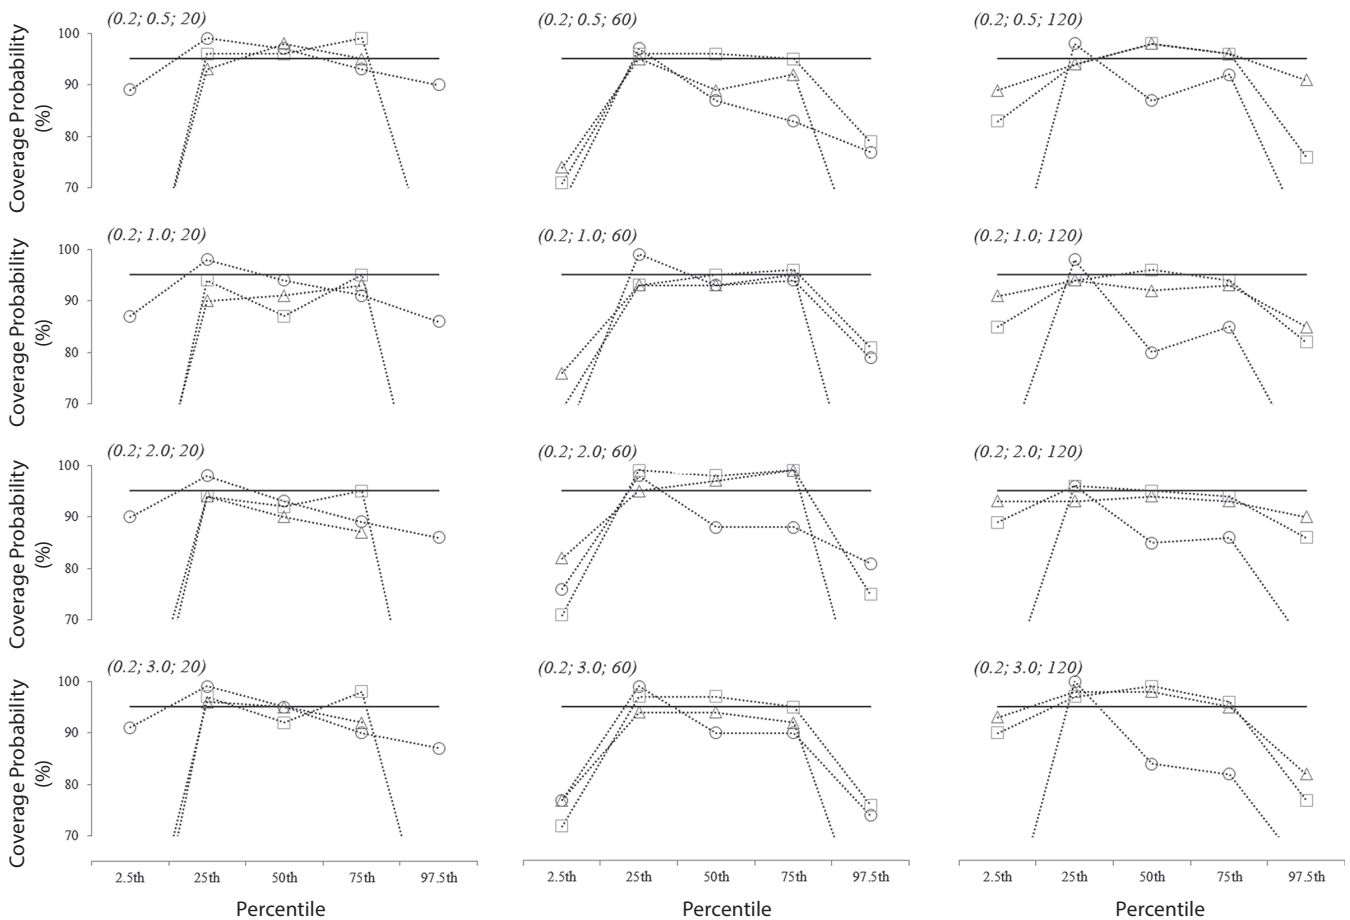 (0.2; 0.5; 20)
(0.2; 0.5; 60)
(0.2; 0.5; 120)
Coverage Probability
(%)
100
90
80
70
(0.2; 1.0; 20)
(0.2; 1.0; 60)
(0.2; 1.0; 120)
Coverage Probability
(%)
100
90
80
70
(0.2; 2.0; 20)
(0.2; 2.0; 60)
(0.2; 2.0; 120)
Coverage Probability
(%)
100
90
80
70
(0.2; 3.0; 20)
(0.2; 3.0; 60)
(0.2; 3.0; 120)
Coverage Probability
(%)
100
90
80
70
2.5th 25th 50th 75th 97.5th
2.5th 25th 50th 75th 97.5th
2.5th 25th 50th 75th 97.5th
Percentile
Percentile
Percentile